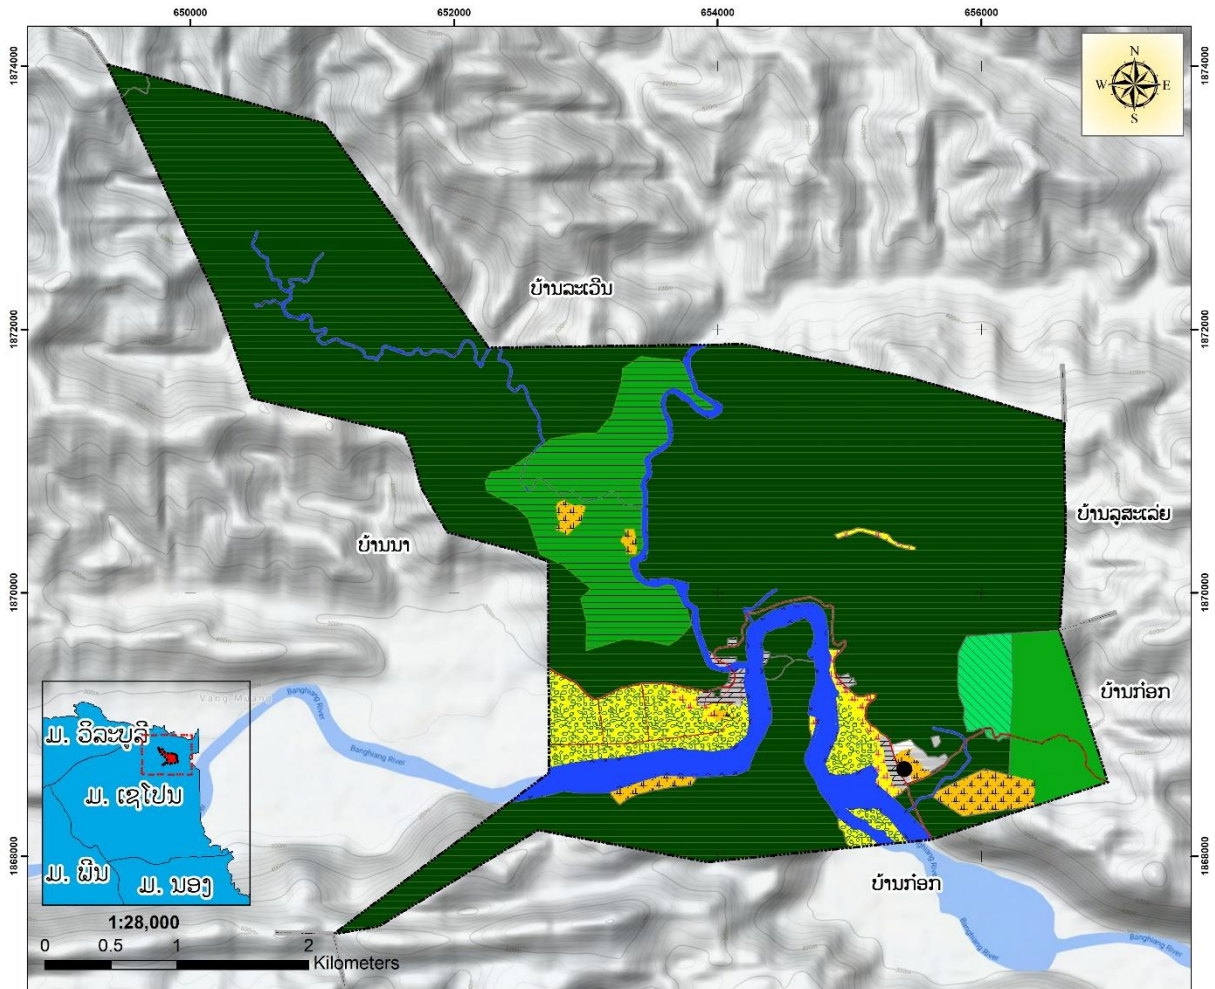 650000
652000
654000
656000
1874000
1874000
N
W
E
S
ບ້ານລະເວີນ
1872000
1872000
ບ້ານລູສະເລ່ຍ
ບ້ານນາ
1870000
1870000
ບ້ານກ໋ອກ
Vang Muang
Banghiang River
Banghiang River
ມ. ວິລະບູລີ
ມ. ເຊໂປນ
ມ. ພີນ
ມ. ນອງ
1868000
ບ້ານກ໋ອກ
Banghiang River
Banghiang River
1:28,000
0 0.5 1 2
Kilometers